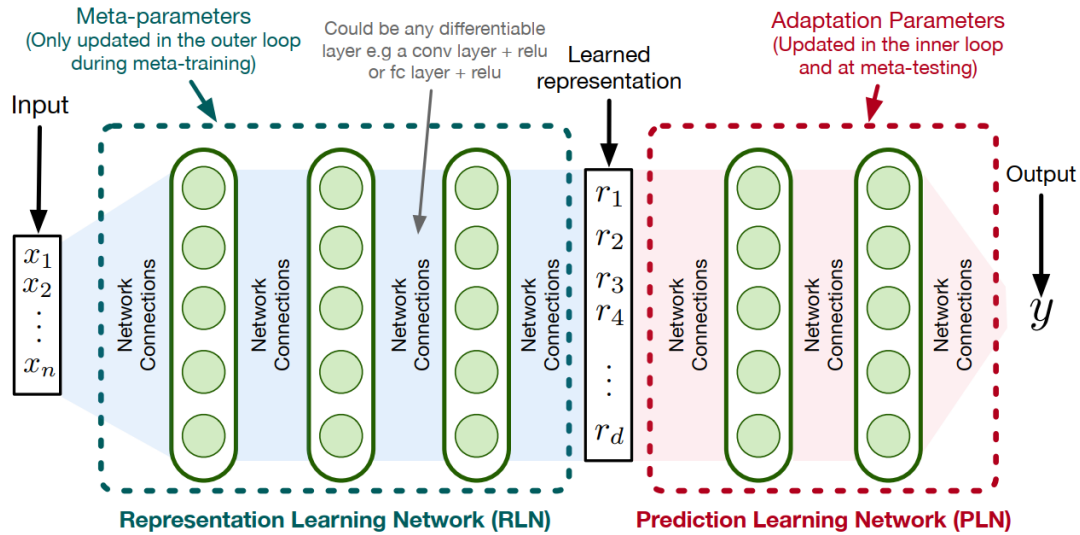 Meta-parameters
(Only updated in the outer loop
during meta-training)
Could be any differentiable
layer e.g a conv layer + relu
or fc layer + relu
Learned
representation
Adaptation Parameters
(Updated in the inner loop
and at meta-testing)
Input
Output
x₁
x₂
⋮
xₙ
Network
Connections
Network
Connections
Network
Connections
Network
Connections
r₁
r₂
r₃
r₄
⋮
r_d
Network
Connections
Network
Connections
Network
Connections
y
Representation Learning Network (RLN)
Prediction Learning Network (PLN)